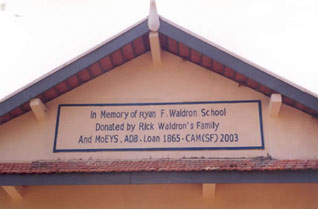 In Memory of Ryan F. Waldron School
Donated by Rick Waldron's Family
And MoEYS, ADB - Loan 1865 - CAM(SF) 2003